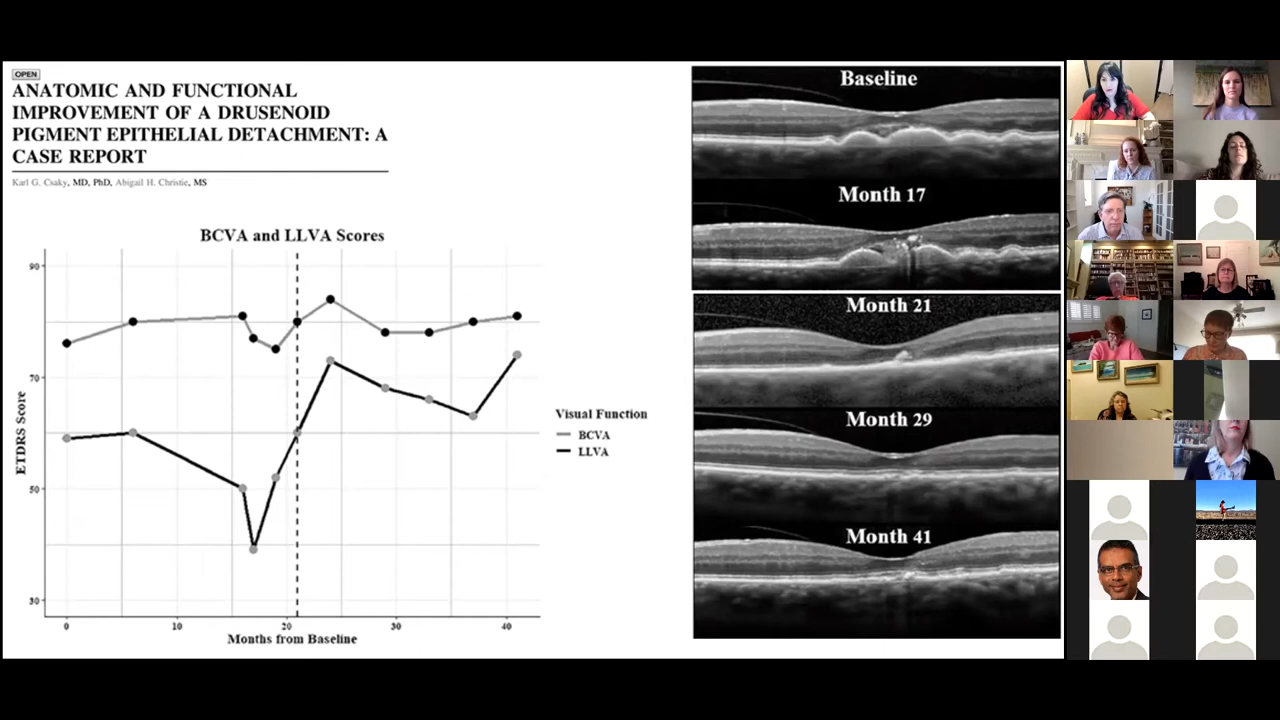 OPEN
ANATOMIC AND FUNCTIONAL
IMPROVEMENT OF A DRUSENOID
PIGMENT EPITHELIAL DETACHMENT: A
CASE REPORT
Karl G. Csaky, MD, PhD, Abigail H. Christie, MS
BCVA and LLVA Scores
90
70
50
30
ETDRS Score
0 10 20 30 40
Months from Baseline
Visual Function
BCVA
LLVA
Baseline
Month 17
Month 21
Month 29
Month 41